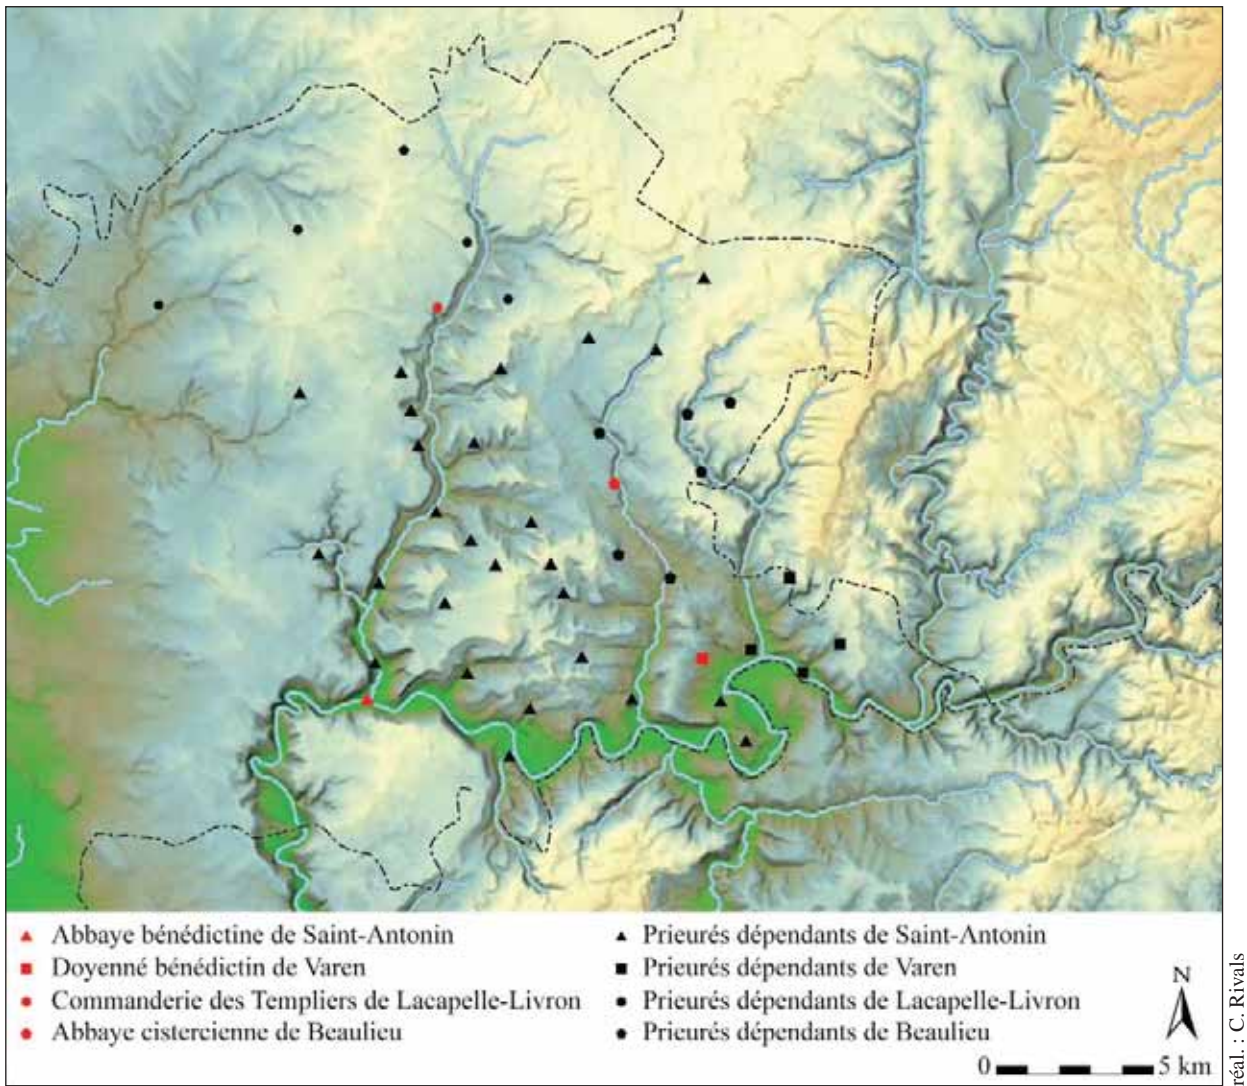 Abbaye bénédictine de Saint-Antonin
Doyenné bénédictin de Varen
Commanderie des Templiers de Lacapelle-Livron
Abbaye cistercienne de Beaulieu
Prieurés dépendants de Saint-Antonin
Prieurés dépendants de Varen
Prieurés dépendants de Lacapelle-Livron
Prieurés dépendants de Beaulieu
N
0 5 km
réal. : C. Rivals